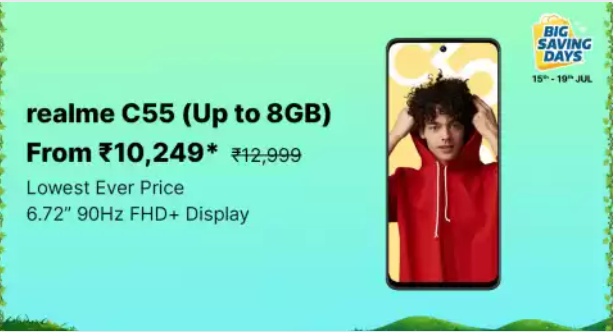 realme C55 (Up to 8GB)
From ₹10,249* ₹12,999
Lowest Ever Price
6.72” 90Hz FHD+ Display
C55
BIG
SAVING
DAYS
15th - 19th JUL